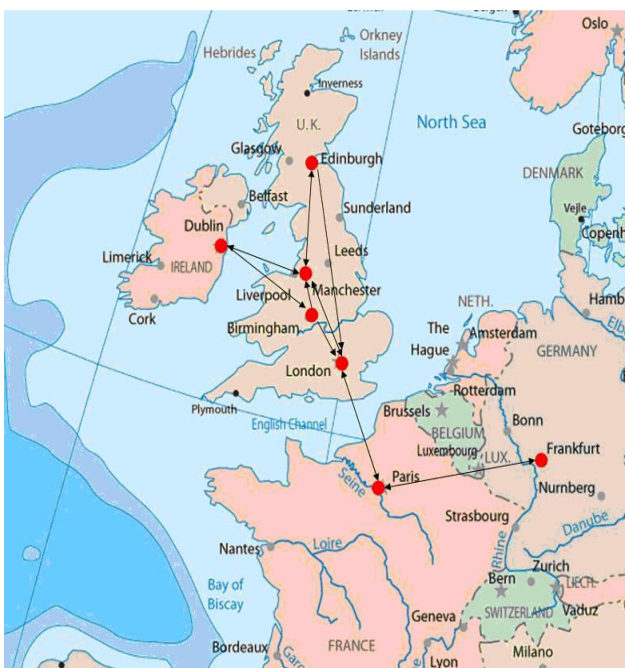 Orkney
Islands
Hebrides
Oslo
Inverness
U.K.
North Sea
Goteborg
Glasgow
Edinburgh
DENMARK
Belfast
Vejle
Sunderland
Dublin
Copenh
Limerick
IRELAND
Leeds
Liverpool
Manchester
Cork
NETH.
Hamb
Elb
Birmingham
The
Hague
Amsterdam
GERMANY
London
Rotterdam
Plymouth
Brussels
English Channel
BELGIUM
Bonn
Luxembourg
LUX.
Frankfurt
Paris
Seine
Nurnberg
Strasbourg
Danube
Nantes
Loire
Rhine
Zurich
Bern
LIECH.
Bay of
Biscay
Geneva
SWITZERLAND
Vaduz
Bordeaux
FRANCE
Lyon
Milano
Garo